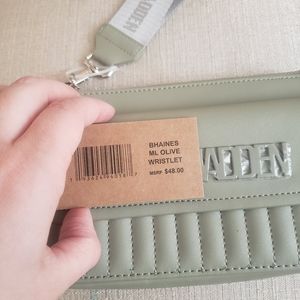 MADDEN
BHAINES
ML OLIVE
WRISTLET
MSRP $48.00
ADDEN